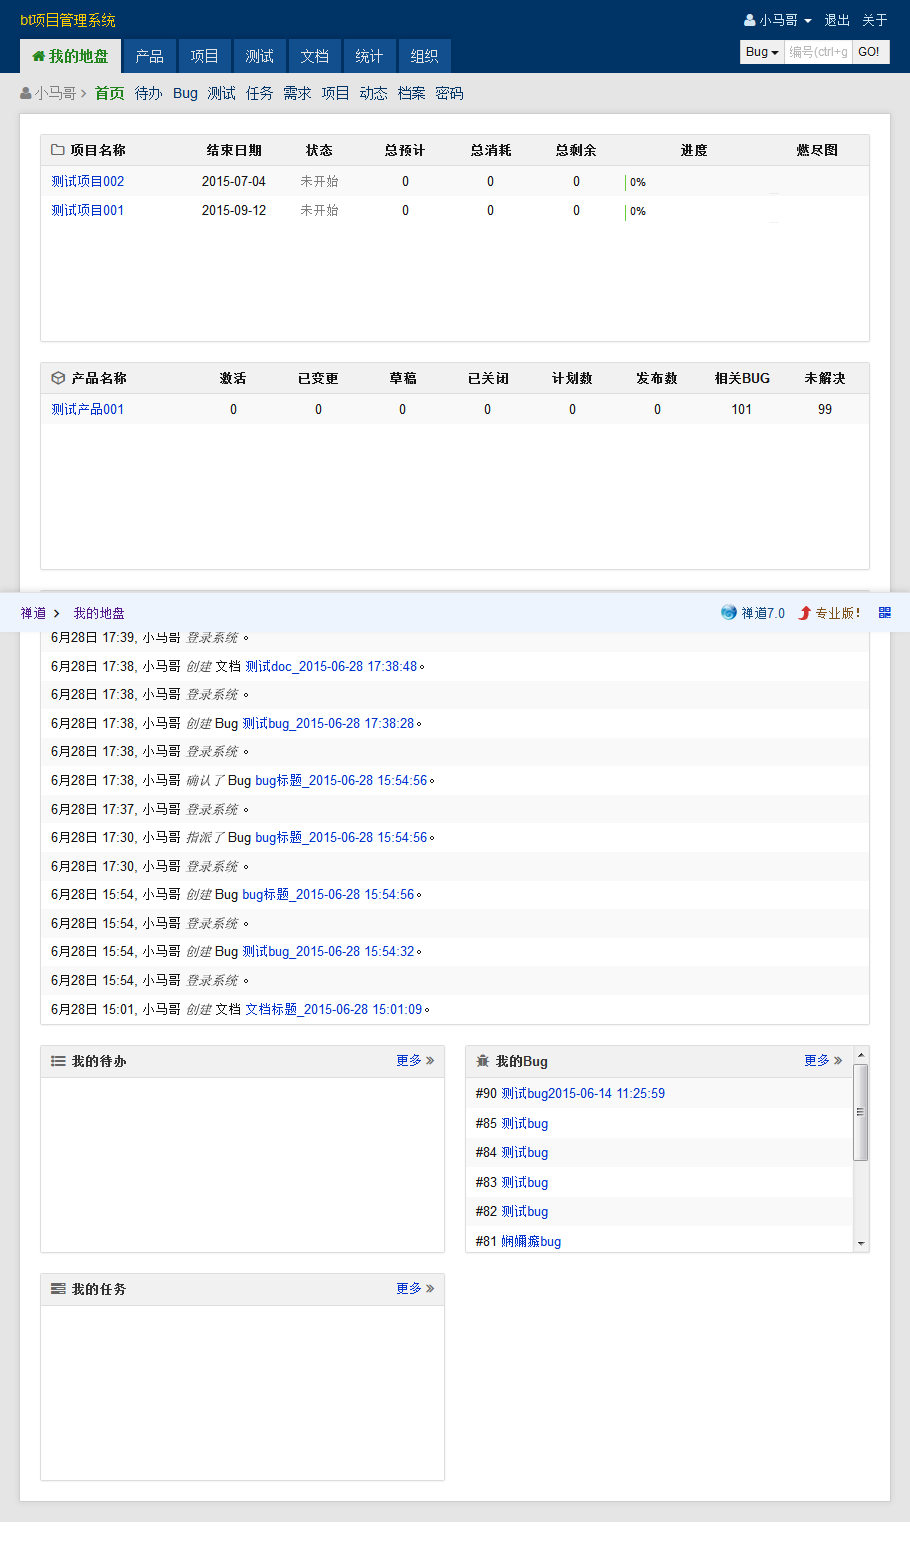 bt项目管理系统
小马哥 退出 关于
我的地盘 产品 项目 测试 文档 统计 组织
Bug 编号(ctrl+g GO!
小马哥 首页 待办 Bug 测试 任务 需求 项目 动态 档案 密码
项目名称 结束日期 状态 总预计 总消耗 总剩余 进度 燃尽图
测试项目002 2015-07-04 未开始 0 0 0 0%
测试项目001 2015-09-12 未开始 0 0 0 0%
产品名称 激活 已变更 草稿 已关闭 计划数 发布数 相关BUG 未解决
测试产品001 0 0 0 0 0 0 101 99
禅道 我的地盘 禅道7.0 专业版!
6月28日 17:39, 小马哥 登录系统 。
6月28日 17:38, 小马哥 创建 文档 测试doc_2015-06-28 17:38:48。
6月28日 17:38, 小马哥 登录系统 。
6月28日 17:38, 小马哥 创建 Bug 测试bug_2015-06-28 17:38:28。
6月28日 17:38, 小马哥 登录系统 。
6月28日 17:38, 小马哥 确认了 Bug bug标题_2015-06-28 15:54:56。
6月28日 17:37, 小马哥 登录系统 。
6月28日 17:30, 小马哥 指派了 Bug bug标题_2015-06-28 15:54:56。
6月28日 17:30, 小马哥 登录系统 。
6月28日 15:54, 小马哥 创建 Bug bug标题_2015-06-28 15:54:56。
6月28日 15:54, 小马哥 登录系统 。
6月28日 15:54, 小马哥 创建 Bug 测试bug_2015-06-28 15:54:32。
6月28日 15:54, 小马哥 登录系统 。
6月28日 15:01, 小马哥 创建 文档 文档标题_2015-06-28 15:01:09。
我的待办 更多
我的Bug 更多
#90 测试bug2015-06-14 11:25:59
#85 测试bug
#84 测试bug
#83 测试bug
#82 测试bug
#81 娴嬭瘯bug
我的任务 更多